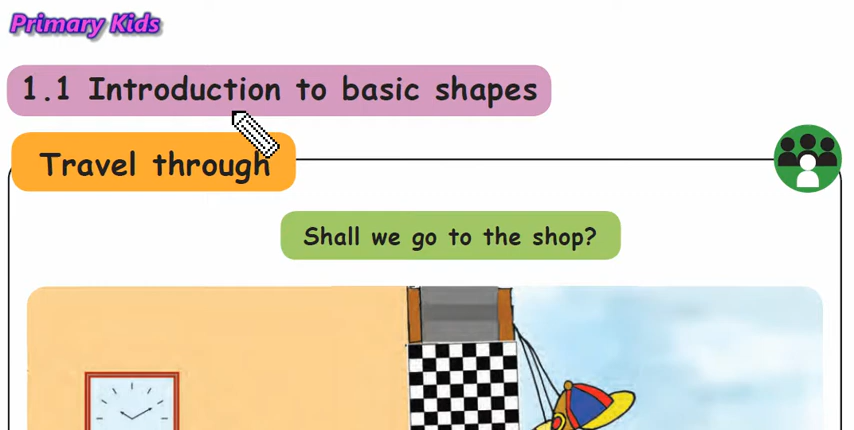 Primary Kids
1.1 Introduction to basic shapes
Travel through
Shall we go to the shop?